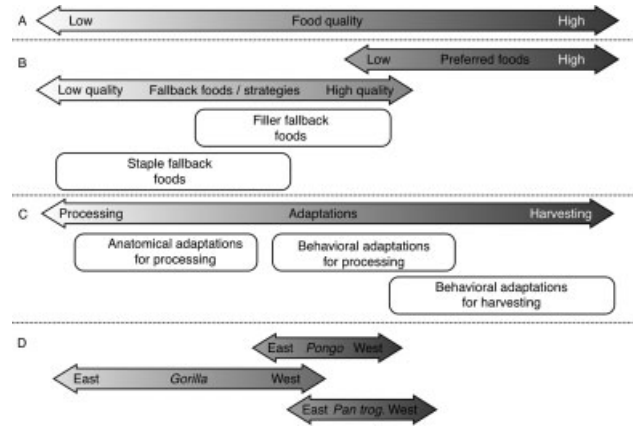 A Low Food quality High
B Low Preferred foods High
Low quality Fallback foods / strategies High quality
Filler fallback
foods
Staple fallback
foods
C Processing Adaptations Harvesting
Anatomical adaptations
for processing
Behavioral adaptations
for processing
Behavioral adaptations
for harvesting
D East Pongo West
East Gorilla West
East Pan trog. West